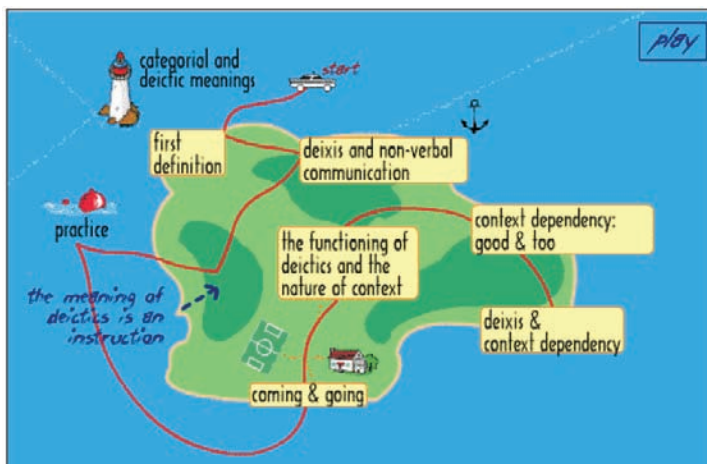 play
categorial and
deictic meanings
start
first
definition
deixis and non-verbal
communication
practice
context dependency:
good & too
the functioning of
deictics and the
nature of context
the meaning of
deictics is an
instruction
deixis &
context dependency
coming & going